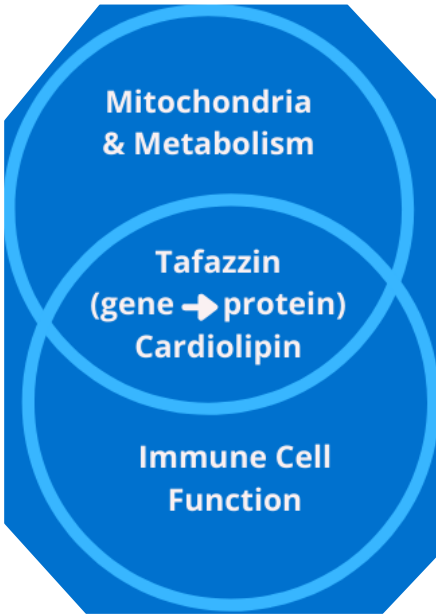 Mitochondria
& Metabolism
Tafazzin
(gene → protein)
Cardiolipin
Immune Cell
Function